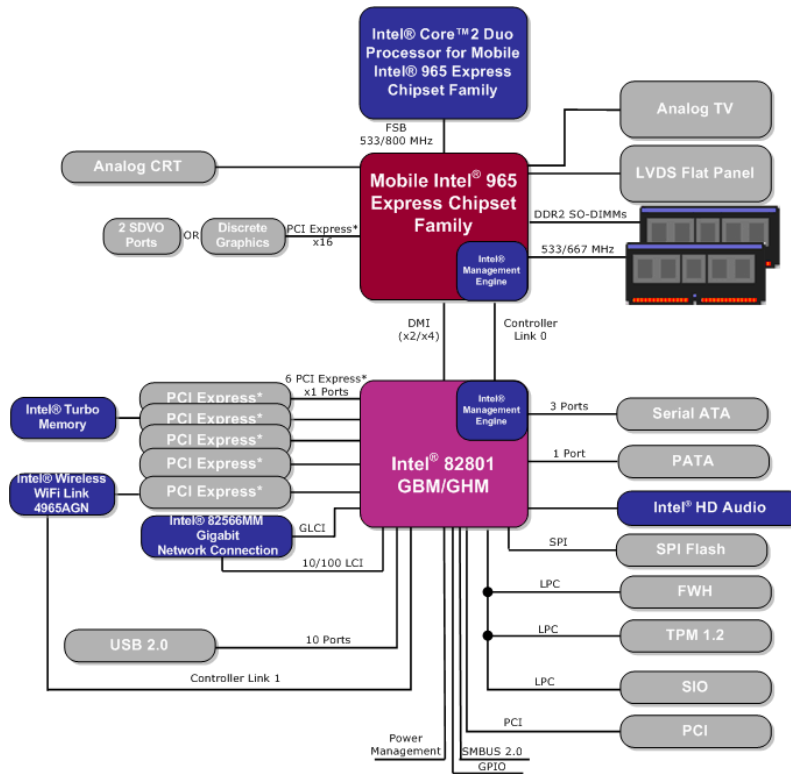 Intel® Core™2 Duo
Processor for Mobile
Intel® 965 Express
Chipset Family
FSB
533/800 MHz
Analog TV
Analog CRT
LVDS Flat Panel
Mobile Intel® 965
Express Chipset
Family
2 SDVO
Ports
OR
Discrete
Graphics
PCI Express*
x16
DDR2 SO-DIMMs
533/667 MHz
Intel®
Management
Engine
DMI
(x2/x4)
Controller
Link 0
6 PCI Express*
x1 Ports
PCI Express*
PCI Express*
PCI Express*
PCI Express*
PCI Express*
Intel® Turbo
Memory
Intel® Wireless
WiFi Link
4965AGN
Intel®
Management
Engine
Intel® 82801
GBM/GHM
3 Ports
Serial ATA
1 Port
PATA
Intel® HD Audio
Intel® 82566MM
Gigabit
Network Connection
GLCI
10/100 LCI
SPI
SPI Flash
LPC
FWH
LPC
TPM 1.2
USB 2.0
10 Ports
Controller Link 1
LPC
SIO
PCI
PCI
Power
Management
SMBUS 2.0
GPIO